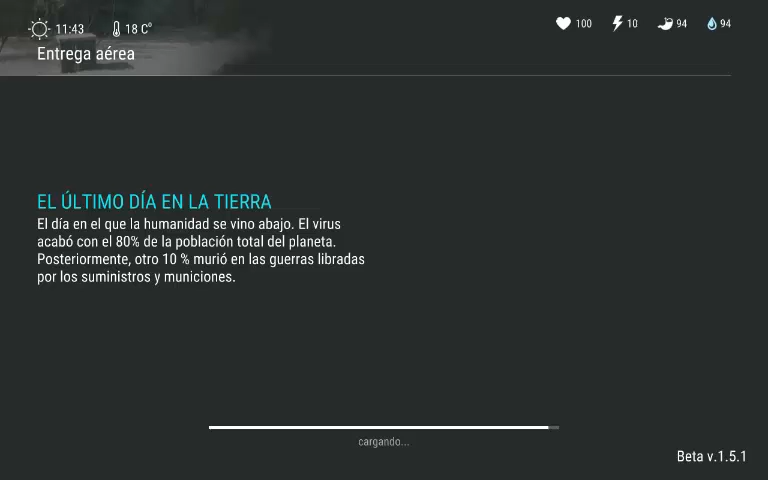 11:43 18 C° 100 10 94 94
Entrega aérea
EL ÚLTIMO DÍA EN LA TIERRA
El día en el que la humanidad se vino abajo. El virus
acabó con el 80% de la población total del planeta.
Posteriormente, otro 10 % murió en las guerras libradas
por los suministros y municiones.
cargando...
Beta v.1.5.1